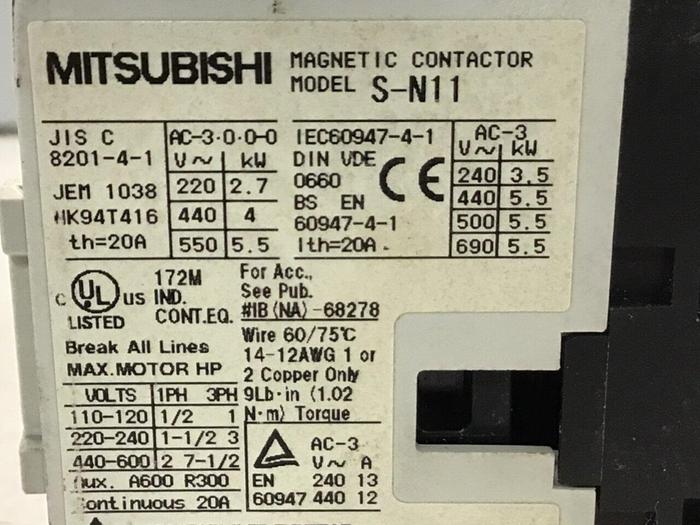 MITSUBISHI MAGNETIC CONTACTOR
MODEL S-N11
JIS C
8201-4-1
JEM 1038
HK94T416
th=20A
AC-3·0·0-0
V~ kW
220 2.7
440 4
550 5.5
IEC60947-4-1
DIN VDE
0660
BS EN
60947-4-1
Ith=20A
CE
AC-3
V~ kW
240 3.5
440 5.5
500 5.5
690 5.5
C UL US
LISTED
172M
IND.
CONT.EQ.
For Acc.,
See Pub.
#IB(NA)-68278
Break All Lines
MAX.MOTOR HP
VOLTS 1PH 3PH
110-120 1/2 1
220-240 1-1/2 3
440-600 2 7-1/2
Aux. A600 R300
Continuous 20A
Wire 60/75℃
14-12AWG 1 or
2 Copper Only
9Lb·in (1.02
N·m) Torque
AC-3
V~ A
EN 240 13
60947 440 12